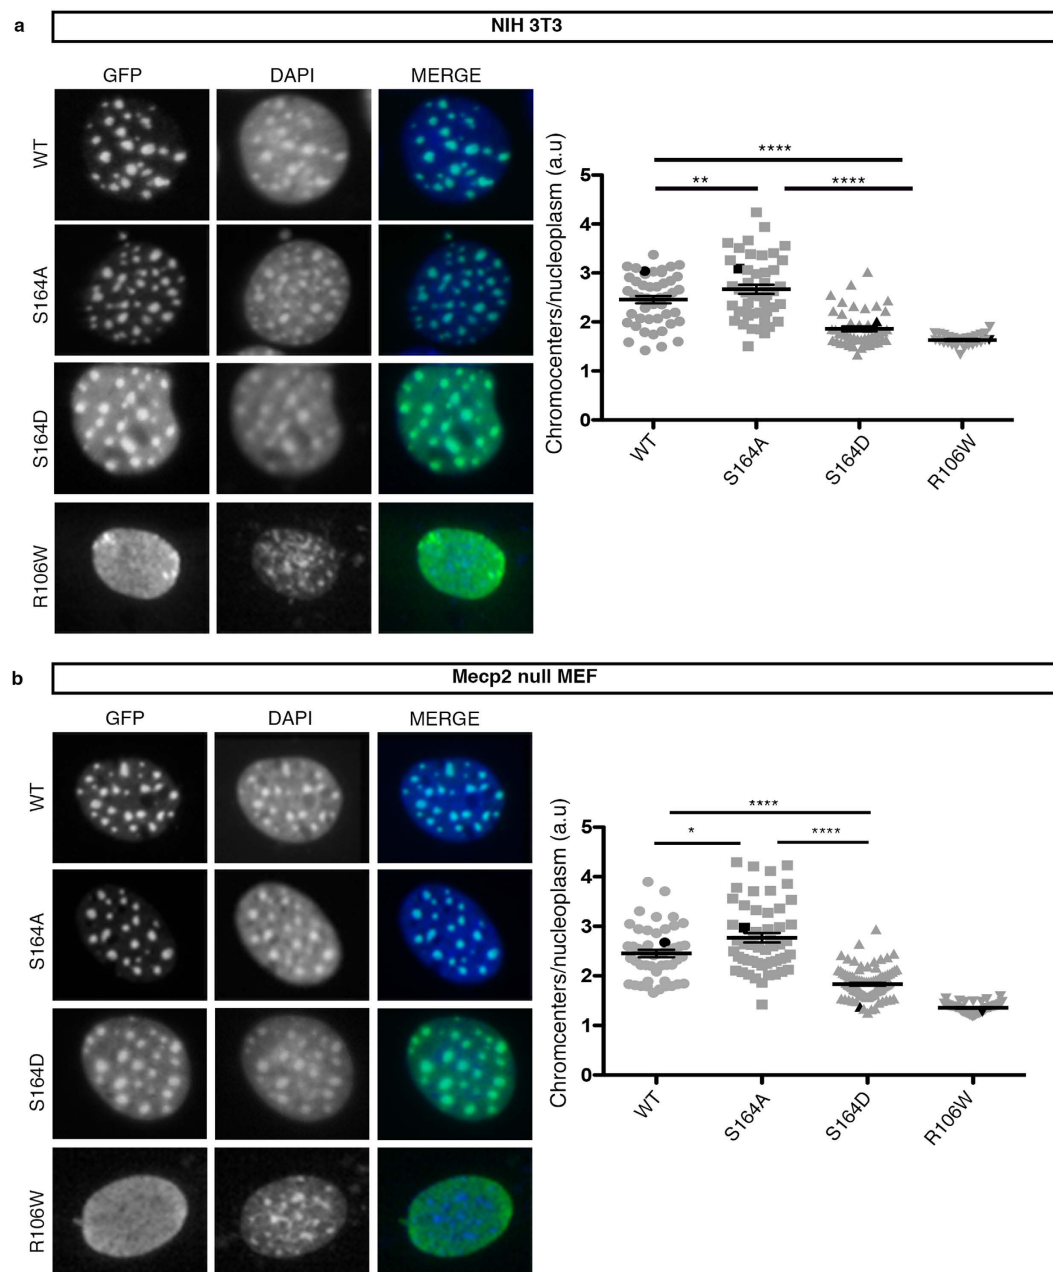 a
NIH 3T3
GFP DAPI MERGE
WT
S164A
S164D
R106W
Chromocenters/nucleoplasm (a.u)
5
4
3
2
1
0
****
** ****
WT S164A S164D R106W
b
Mecp2 null MEF
GFP DAPI MERGE
WT
S164A
S164D
R106W
Chromcenters/nucleoplasm (a.u)
5
4
3
2
1
0
****
* ****
WT S164A S164D R106W